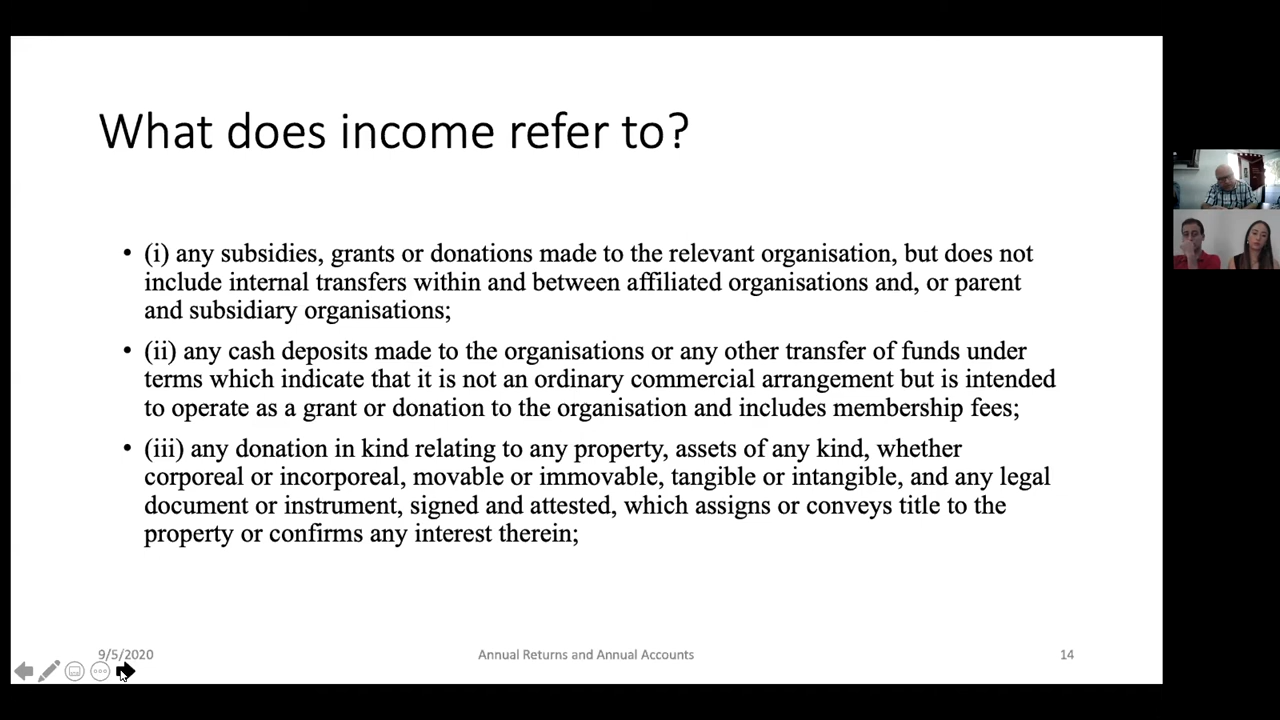 What does income refer to?
• (i) any subsidies, grants or donations made to the relevant organisation, but does not
include internal transfers within and between affiliated organisations and, or parent
and subsidiary organisations;
• (ii) any cash deposits made to the organisations or any other transfer of funds under
terms which indicate that it is not an ordinary commercial arrangement but is intended
to operate as a grant or donation to the organisation and includes membership fees;
• (iii) any donation in kind relating to any property, assets of any kind, whether
corporeal or incorporeal, movable or immovable, tangible or intangible, and any legal
document or instrument, signed and attested, which assigns or conveys title to the
property or confirms any interest therein;
9/5/2020
Annual Returns and Annual Accounts
14